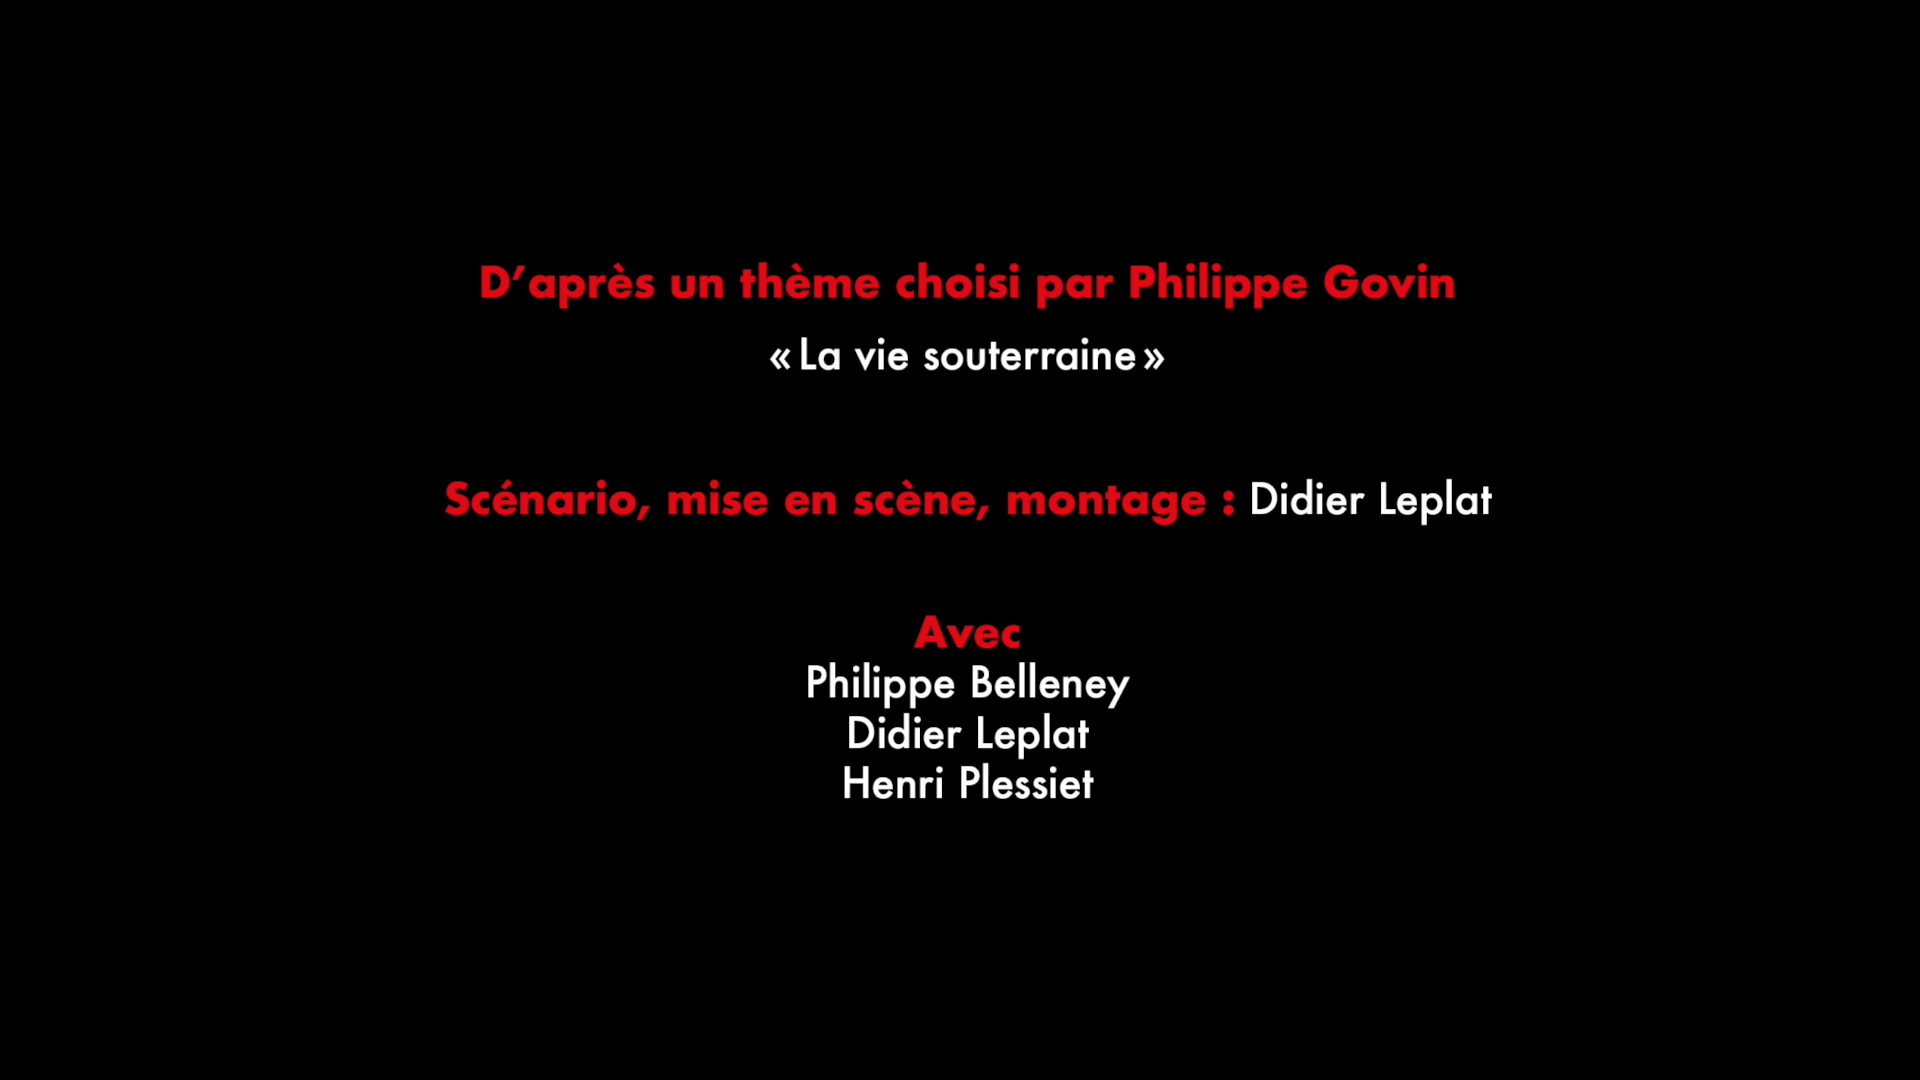 D’après un thème choisi par Philippe Govin
« La vie souterraine »
Scénario, mise en scène, montage : Didier Leplat
Avec
Philippe Belleney
Didier Leplat
Henri Plessiet